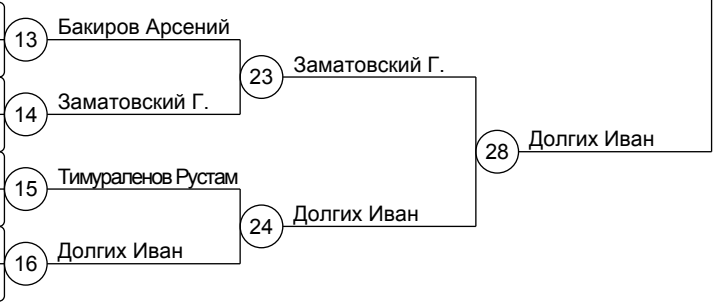 13
Бакиров Арсений
23
Заматовский Г.
14
Заматовский Г.
28
Долгих Иван
15
Тимураленов Рустам
24
Долгих Иван
16
Долгих Иван